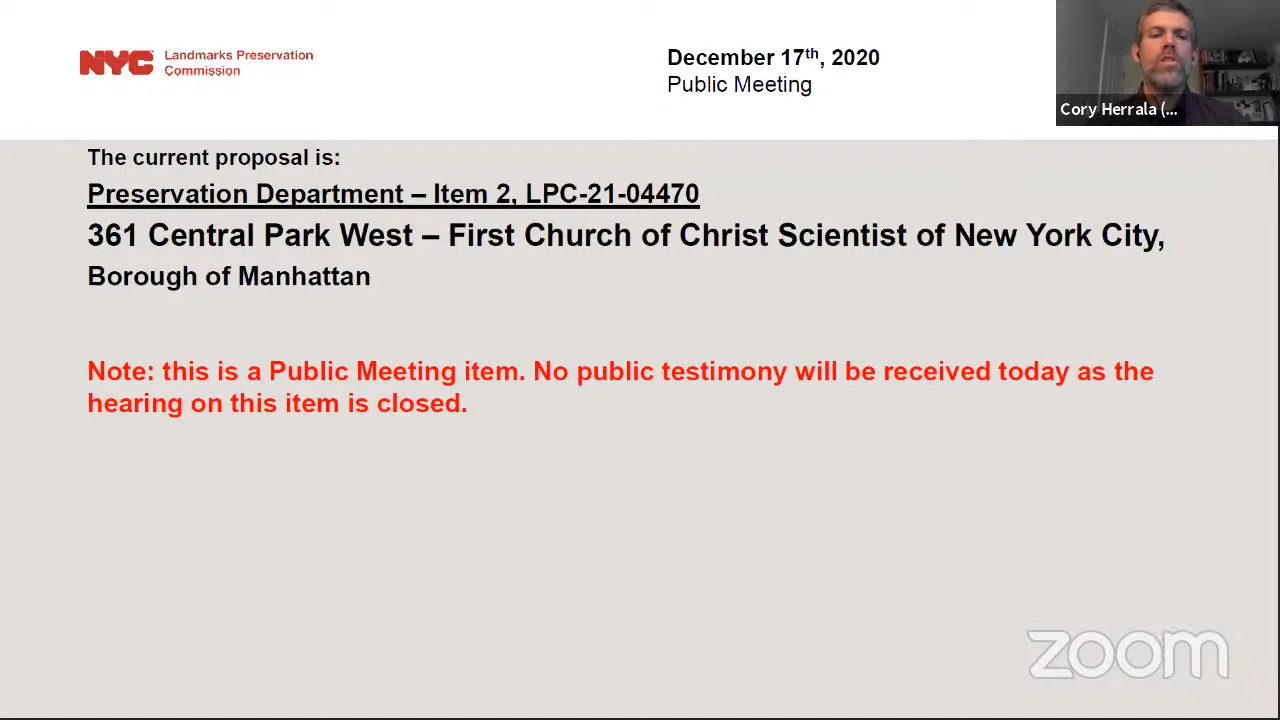 NYC Landmarks Preservation
Commission
December 17th, 2020
Public Meeting
Cory Herrala (...
The current proposal is:
Preservation Department – Item 2, LPC-21-04470
361 Central Park West – First Church of Christ Scientist of New York City,
Borough of Manhattan
Note: this is a Public Meeting item. No public testimony will be received today as the
hearing on this item is closed.
zoom